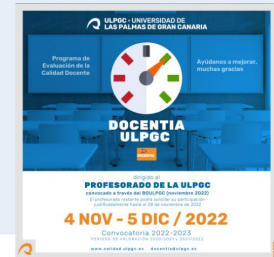 ULPGC · UNIVERSIDAD DE
LAS PALMAS DE GRAN CANARIA
Programa de
Evaluación de la
Calidad Docente
Ayúdanos a mejorar,
muchas gracias
DOCENTIA
ULPGC
DOCENTIA
dirigido al
PROFESORADO DE LA ULPGC
convocado a través del BOULPGC (noviembre 2022)
El profesorado restante podrá solicitar su participación
justificadamente hasta el 28 de noviembre de 2022
4 NOV - 5 DIC / 2022
Convocatoria 2022-2023
PERIODO DE VALORACIÓN 2020/2021 y 2021/2022
www.calidad.ulpgc.es docentia@ulpgc.es